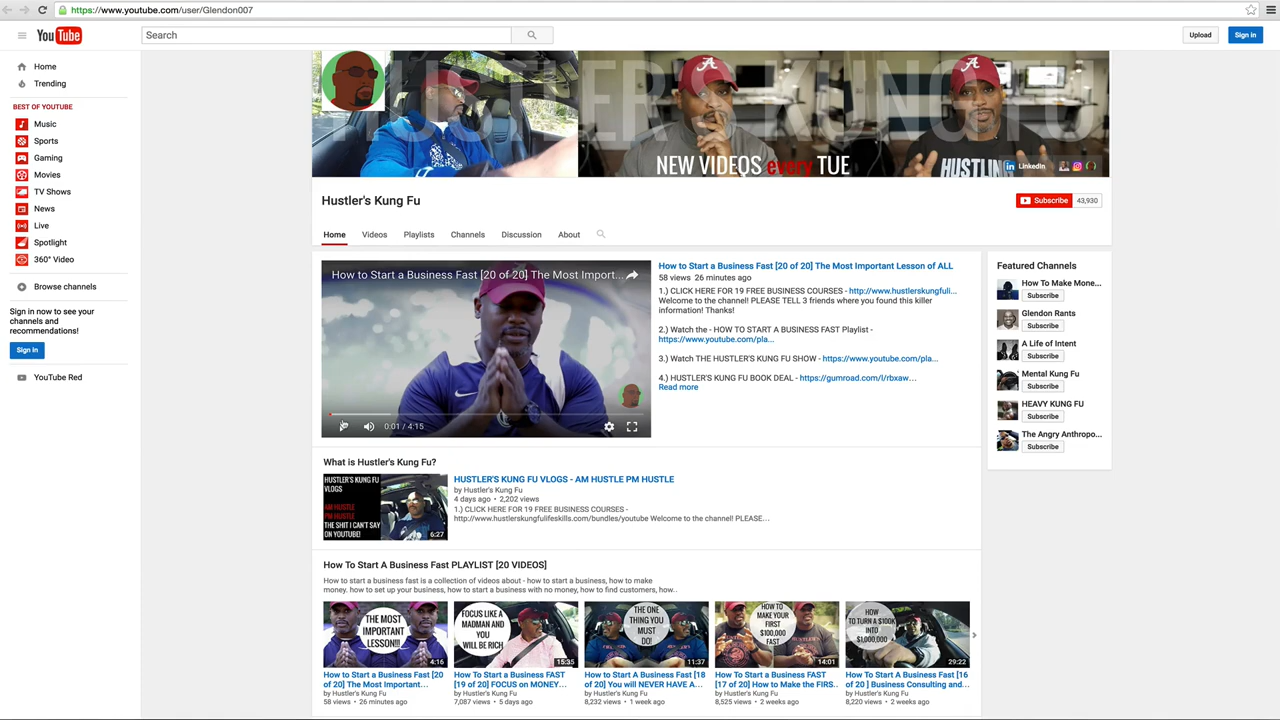 https://www.youtube.com/user/Glendon007
YouTube
Search
Upload
Sign in
Home
Trending
BEST OF YOUTUBE
Music
Sports
Gaming
Movies
TV Shows
News
Live
Spotlight
360° Video
Browse channels
Sign in now to see your
channels and
recommendations!
Sign in
YouTube Red
HUSTLER'S KUNG FU
NEW VIDEOS every TUE
LinkedIn
Hustler's Kung Fu
Subscribe 43,930
Home Videos Playlists Channels Discussion About
How to Start a Business Fast [20 of 20] The Most Import...
0:01 / 4:15
How to Start a Business Fast [20 of 20] The Most Important Lesson of ALL
58 views 26 minutes ago
1.) CLICK HERE FOR 19 FREE BUSINESS COURSES - http://www.hustlerskungfuli...
Welcome to the channel! PLEASE TELL 3 friends where you found this killer
information! Thanks!
2.) Watch the - HOW TO START A BUSINESS FAST Playlist -
https://www.youtube.com/pla...
3.) Watch THE HUSTLER'S KUNG FU SHOW - https://www.youtube.com/pla...
4.) HUSTLER'S KUNG FU BOOK DEAL - https://gumroad.com/l/rbxaw...
Read more
Featured Channels
How To Make Mone...
Subscribe
Glendon Rants
Subscribe
A Life of Intent
Subscribe
Mental Kung Fu
Subscribe
HEAVY KUNG FU
Subscribe
The Angry Anthropo...
Subscribe
What is Hustler's Kung Fu?
HUSTLER'S KUNG FU
VLOGS
AM HUSTLE
PM HUSTLE
THE SHIT I CAN'T SAY
ON YOUTUBE!
6:27
HUSTLER'S KUNG FU VLOGS - AM HUSTLE PM HUSTLE
by Hustler's Kung Fu
4 days ago • 2,202 views
1.) CLICK HERE FOR 19 FREE BUSINESS COURSES -
http://www.hustlerskungfulifeskills.com/bundles/youtube Welcome to the channel! PLEASE...
How To Start A Business Fast PLAYLIST [20 VIDEOS]
How to start a business fast is a collection of videos about - how to start a business, how to make
money. how to set up your business, how to start a business with no money, how to find customers, how..
THE MOST
IMPORTANT
LESSON!!!
4:16
How to Start a Business Fast [20
of 20] The Most Important...
by Hustler's Kung Fu
58 views • 26 minutes ago
FOCUS LIKE A
MADMAN AND
YOU
WILL BE RICH
15:35
How To Start a Business FAST
[19 of 20] FOCUS on MONEY...
by Hustler's Kung Fu
7,087 views • 5 days ago
THE ONE
THING YOU
MUST
DO!
11:37
How to Start A Business Fast [18
of 20] You will NEVER HAVE A...
by Hustler's Kung Fu
8,232 views • 1 week ago
HOW TO
MAKE YOUR
FIRST
$100,000
FAST
14:01
How To Start a Business FAST
[17 of 20] How to Make the FIRS..
by Hustler's Kung Fu
8,525 views • 2 weeks ago
HOW
TO TURN A $100K
INTO
$1,000,000
29:22
How to Start A Business Fast [16
of 20 ] Business Consulting and...
by Hustler's Kung Fu
8,220 views • 2 weeks ago